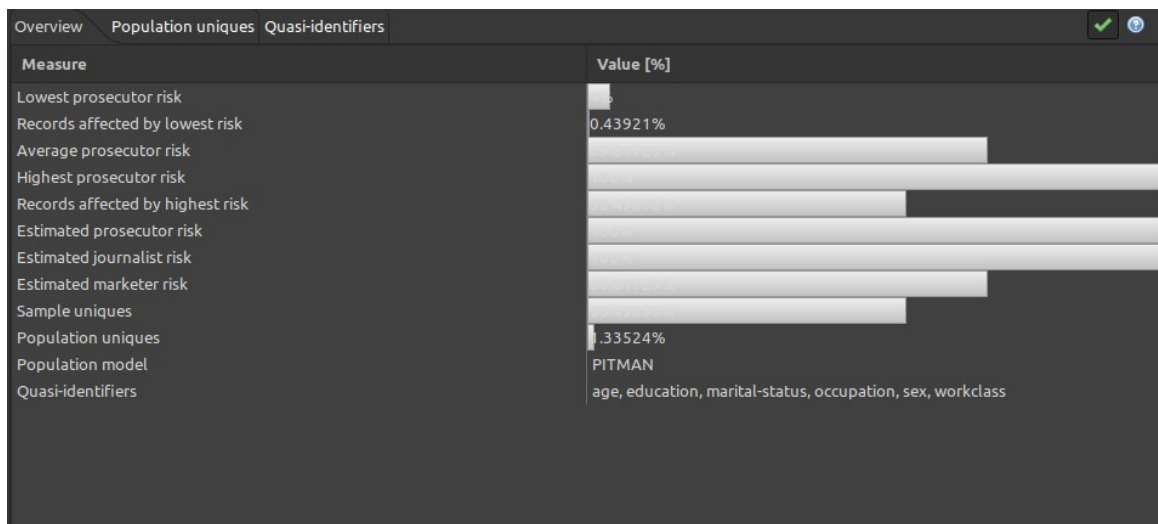 Overview Population uniques Quasi-identifiers
Measure Value [%]
Lowest prosecutor risk
Records affected by lowest risk 0.43921%
Average prosecutor risk
Highest prosecutor risk
Records affected by highest risk
Estimated prosecutor risk
Estimated journalist risk
Estimated marketer risk
Sample uniques
Population uniques 1.33524%
Population model PITMAN
Quasi-identifiers age, education, marital-status, occupation, sex, workclass